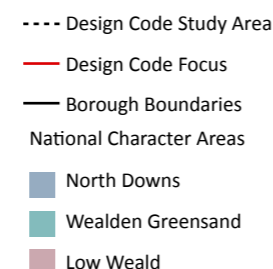 Design Code Study Area
Design Code Focus
Borough Boundaries
National Character Areas
North Downs
Wealden Greensand
Low Weald